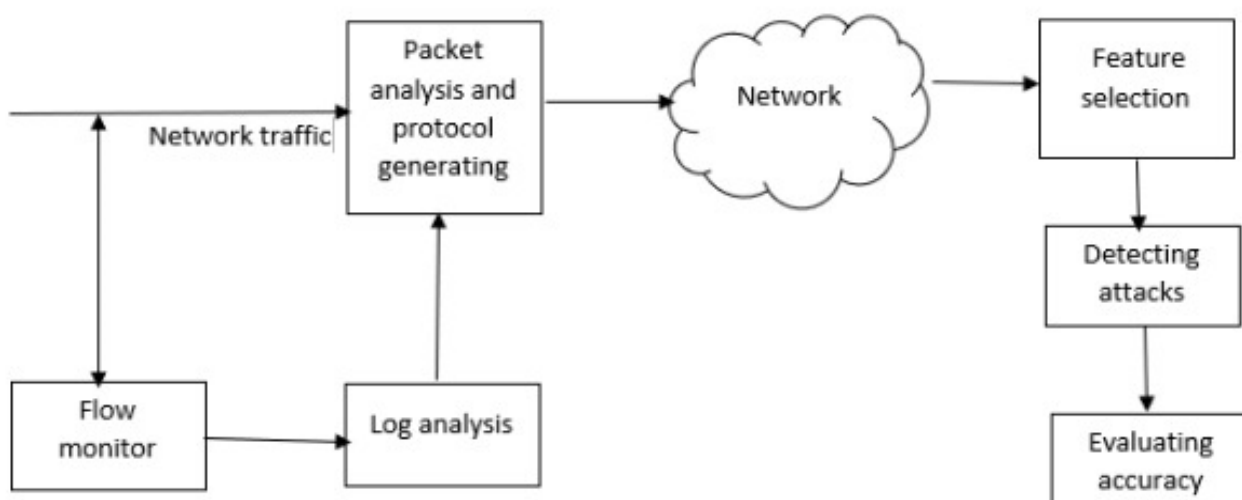 Packet
analysis and
protocol
generating
Network traffic
Network
Feature
selection
Detecting
attacks
Flow
monitor
Log analysis
Evaluating
accuracy